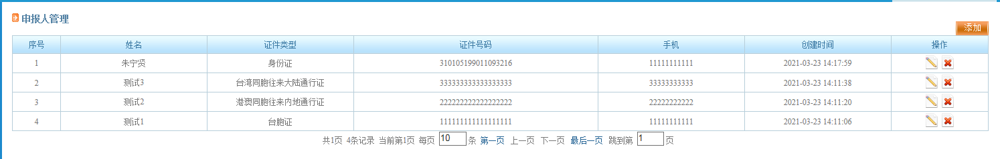 申报人管理
添加
序号 姓名 证件类型 证件号码 手机 创建时间 操作
1 朱宁贤 身份证 310105199011093216 11111111111 2021-03-23 14:17:59
2 测试3 台湾同胞往来大陆通行证 333333333333333333 33333333333 2021-03-23 14:11:38
3 测试2 港澳同胞往来内地通行证 222222222222222222 22222222222 2021-03-23 14:11:20
4 测试1 台胞证 111111111111111111 11111111111 2021-03-23 14:11:06
共1页 4条记录 当前第1页 每页 10 条 第一页 上一页 下一页 最后一页 跳到第 1 页